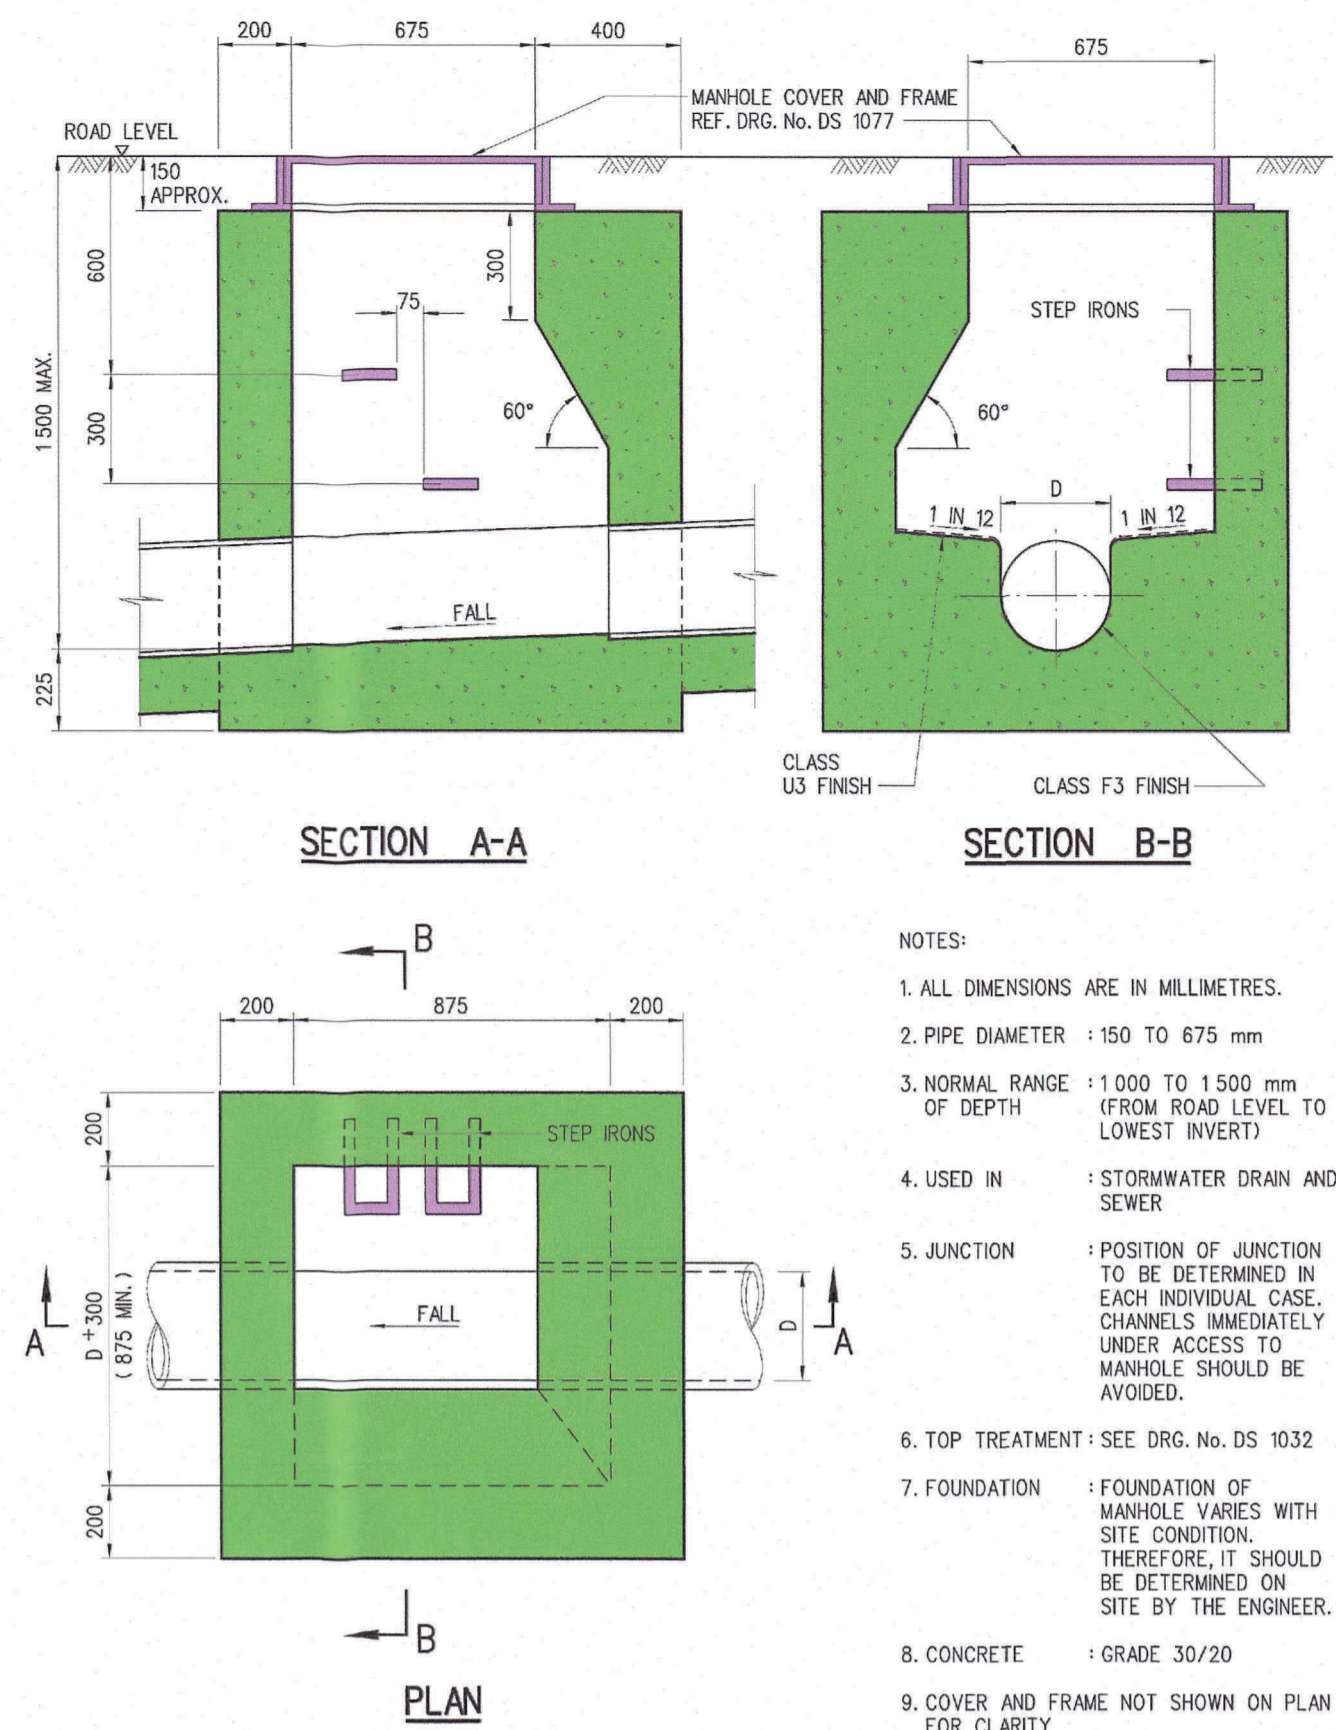 200
675
400
675
MANHOLE COVER AND FRAME
REF. DRG. No. DS 1077
ROAD LEVEL
150
APPROX.
600
300
1500 MAX.
225
75
300
60°
FALL
STEP IRONS
60°
D
1 IN 12
1 IN 12
CLASS
U3 FINISH
CLASS F3 FINISH
SECTION A-A
SECTION B-B
B
200
875
200
200
D+300
(875 MIN.)
200
STEP IRONS
FALL
D
A
A
B
PLAN
NOTES:
1. ALL DIMENSIONS ARE IN MILLIMETRES.
2. PIPE DIAMETER : 150 TO 675 mm
3. NORMAL RANGE : 1000 TO 1500 mm
OF DEPTH (FROM ROAD LEVEL TO
LOWEST INVERT)
4. USED IN : STORMWATER DRAIN AND
SEWER
5. JUNCTION : POSITION OF JUNCTION
TO BE DETERMINED IN
EACH INDIVIDUAL CASE.
CHANNELS IMMEDIATELY
UNDER ACCESS TO
MANHOLE SHOULD BE
AVOIDED.
6. TOP TREATMENT : SEE DRG. No. DS 1032
7. FOUNDATION : FOUNDATION OF
MANHOLE VARIES WITH
SITE CONDITION.
THEREFORE, IT SHOULD
BE DETERMINED ON
SITE BY THE ENGINEER.
8. CONCRETE : GRADE 30/20
9. COVER AND FRAME NOT SHOWN ON PLAN
FOR CLARITY